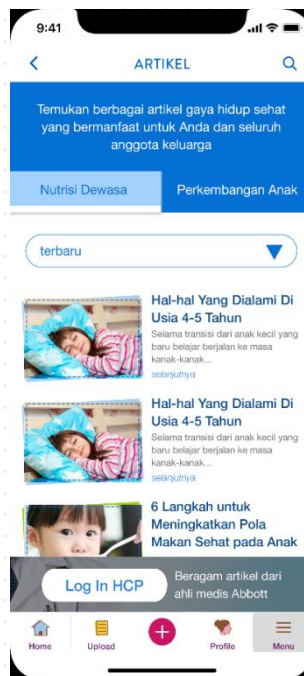 9:41
ARTIKEL
Temukan berbagai artikel gaya hidup sehat
yang bermanfaat untuk Anda dan seluruh
anggota keluarga
Nutrisi Dewasa
Perkembangan Anak
terbaru
Hal-hal Yang Dialami Di
Usia 4-5 Tahun
Selama transisi dari anak kecil yang
baru belajar berjalan ke masa
kanak-kanak...
selanjutnya
Hal-hal Yang Dialami Di
Usia 4-5 Tahun
Selama transisi dari anak kecil yang
baru belajar berjalan ke masa
kanak-kanak...
selanjutnya
6 Langkah untuk
Meningkatkan Pola
Makan Sehat pada Anak
Log In HCP
Beragam artikel dari
ahli medis Abbott
Home
Upload
Profile
Menu